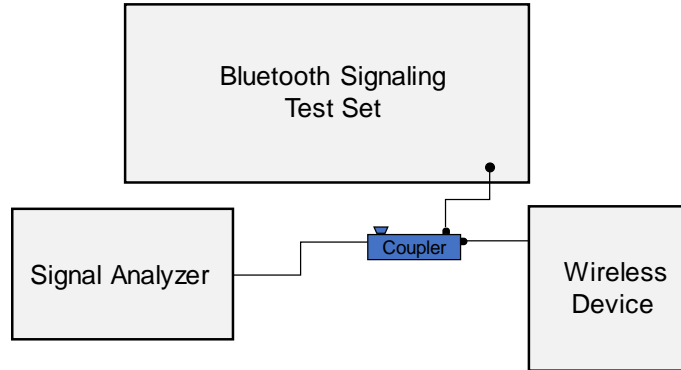 Bluetooth Signaling
Test Set
Signal Analyzer
Coupler
Wireless
Device